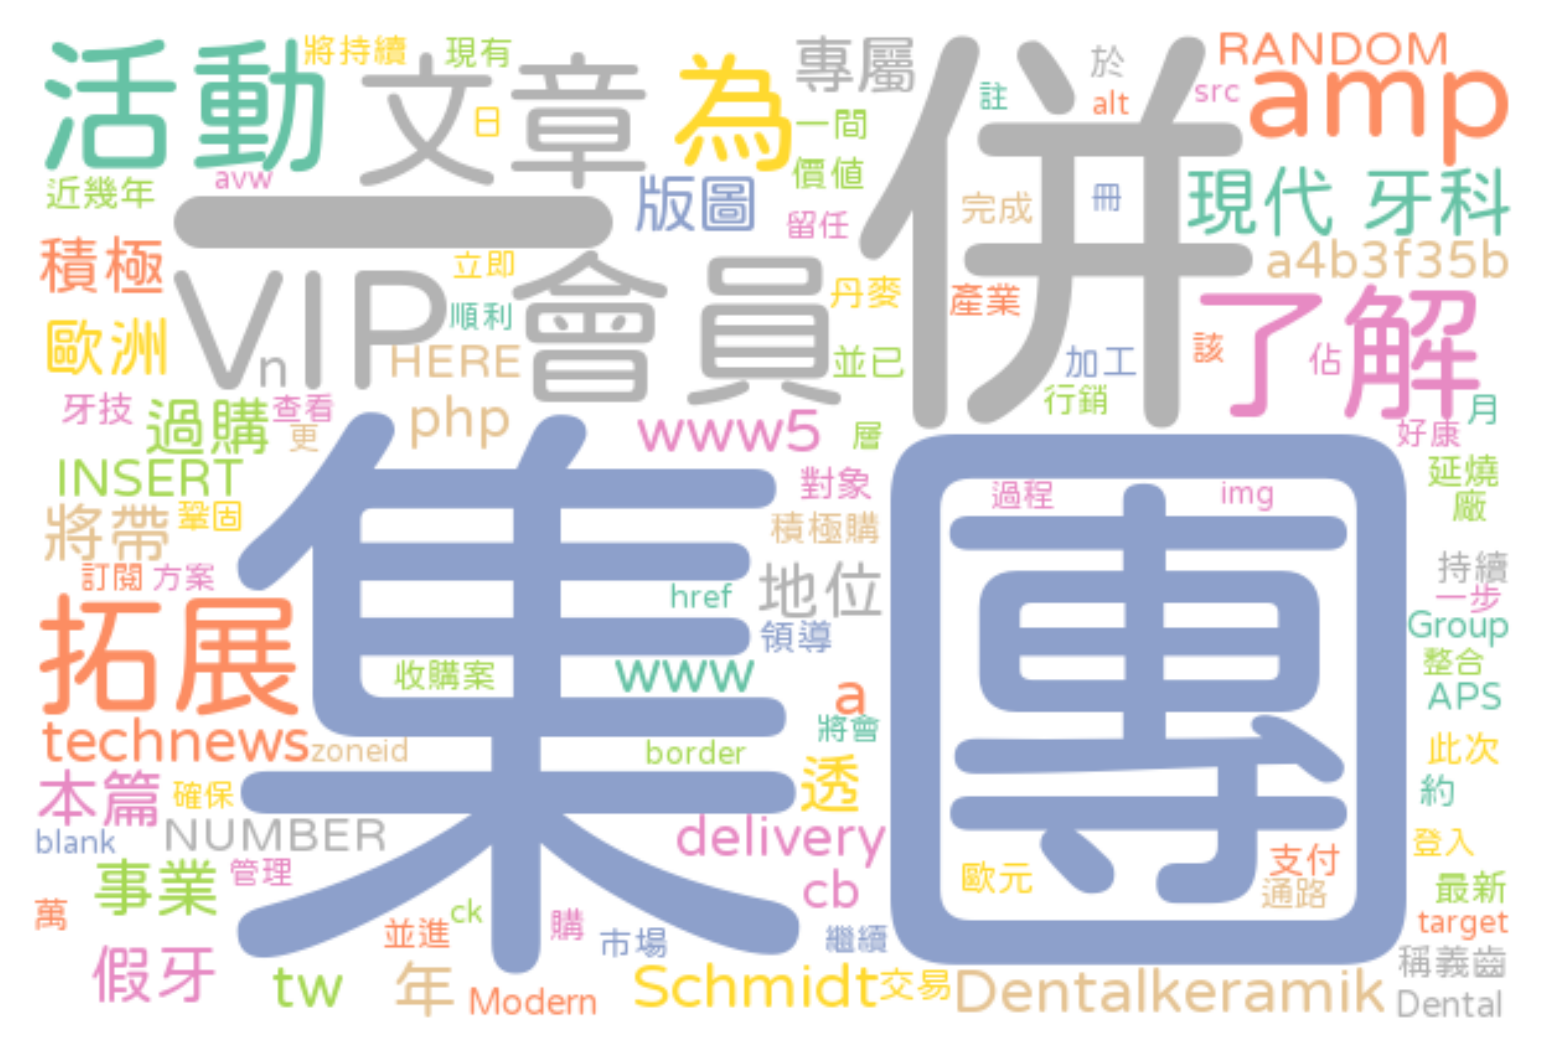 活動
將持續
現有
文章
日
為
專屬
一間
價值
併
於
註
alt
src
RANDOM
amp
近幾年
avw
一
版圖
留任
完成
冊
現代 牙科
積極
立即
丹麥
產業
a4b3f35b
歐洲
VIP會員
n
順利
HERE
並已
加工
行銷
該
佔
了解
月
牙技
過購
查看
更
php
www5
層
好康
INSERT
將帶
鞏固
集團
對象
積極購
過程
img
延燒
廠
訂閱
方案
href
地位
領導
持續
一步
拓展
收購案
www
a
將會
Group
整合
APS
technews
zoneid
border
透
此次
約
本篇
確保
blank
NUMBER
delivery
cb
登入
事業
管理
歐元
支付
通路
最新
萬
並進
ck
購
市場
繼續
target
假牙
tw
年
Modern
Schmidt
交易
Dentalkeramik
稱義齒
Dental